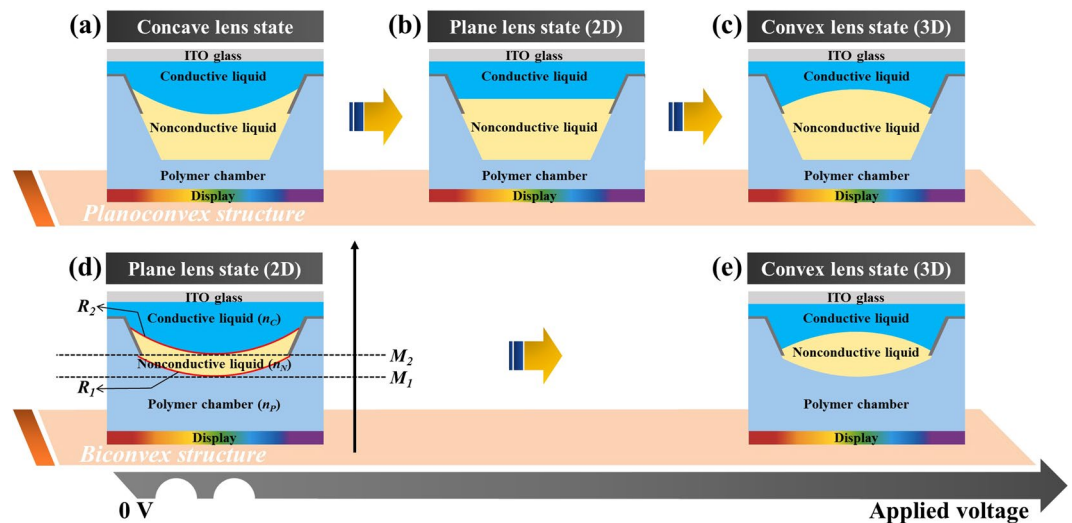 (a) Concave lens state
ITO glass
Conductive liquid
Nonconductive liquid
Polymer chamber
Display
(b) Plane lens state (2D)
ITO glass
Conductive liquid
Nonconductive liquid
Polymer chamber
Display
(c) Convex lens state (3D)
ITO glass
Conductive liquid
Nonconductive liquid
Polymer chamber
Display
Planoconvex structure
(d) Plane lens state (2D)
ITO glass
R2
Conductive liquid (nC)
Nonconductive liquid (nN)
M2
M1
R1
Polymer chamber (nP)
Display
(e) Convex lens state (3D)
ITO glass
Conductive liquid
Nonconductive liquid
Polymer chamber
Display
Biconvex structure
0 V
Applied voltage